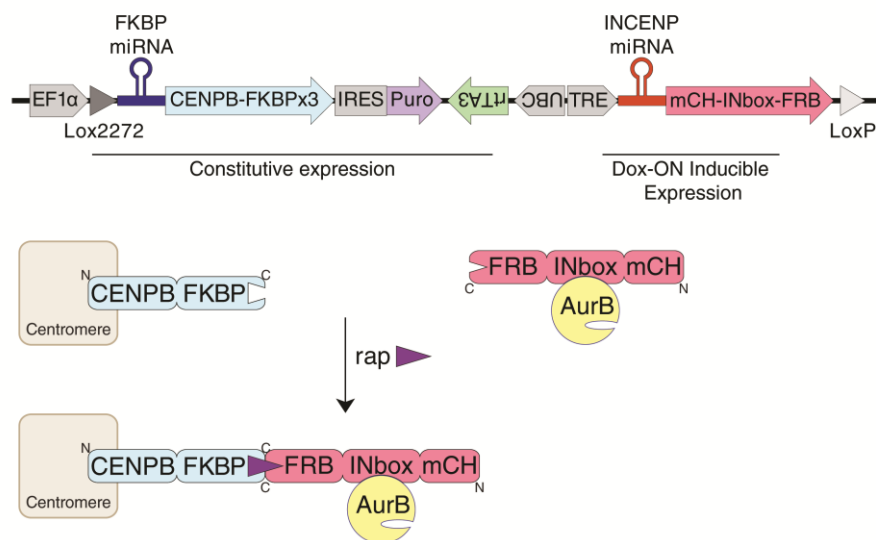 FKBP
miRNA
INCENP
miRNA
EF1α
CENPB-FKBPx3
IRES
Puro
rtTA3
UBC
TRE
mCH-INbox-FRB
Lox2272
LoxP
Constitutive expression
Dox-ON Inducible
Expression
N
C
CENPB
FKBP
Centromere
FRB
INbox
mCH
C
N
AurB
rap
N
C
CENPB
FKBP
FRB
INbox
mCH
C
N
AurB
Centromere